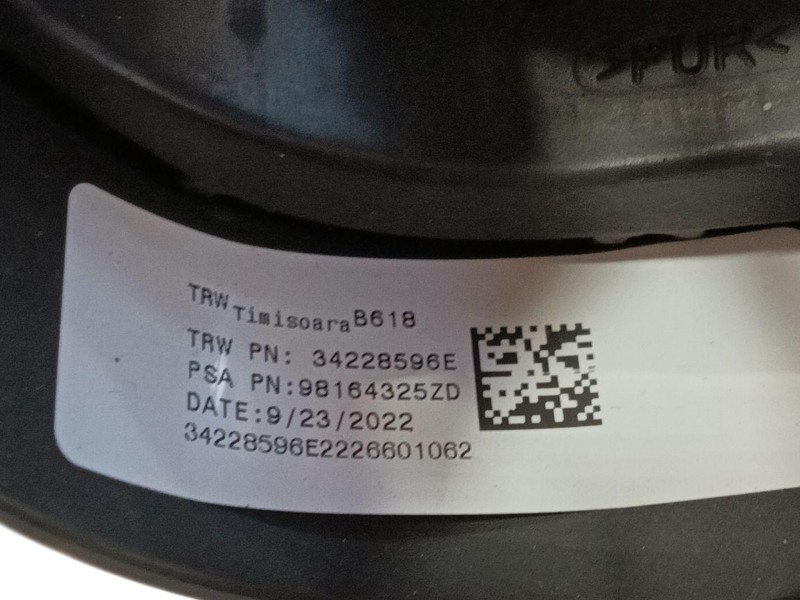 >PUR<
TRW Timisoara B618
TRW PN: 34228596E
PSA PN:98164325ZD
DATE:9/23/2022
34228596E2226601062